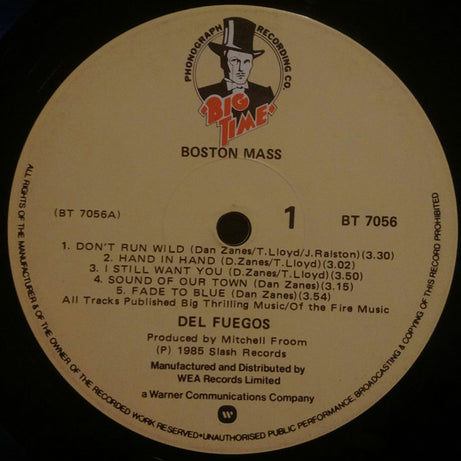 PHONOGRAPH RECORDING CO.
"BIG TIME"
BOSTON MASS
(BT 7056A)
1
BT 7056
1. DON'T RUN WILD (Dan Zanes/T.Lloyd/J.Ralston)(3.30)
2. HAND IN HAND (D.Zanes/T.Lloyd)(3.02)
3. I STILL WANT YOU (D.Zanes/T.Lloyd)(3.50)
4. SOUND OF OUR TOWN (Dan Zanes)(3.15)
5. FADE TO BLUE (Dan Zanes)(3.54)
All Tracks Published Big Thrilling Music/Of the Fire Music
DEL FUEGOS
Produced by Mitchell Froom
(P) 1985 Slash Records
Manufactured and Distributed by
WEA Records Limited
a Warner Communications Company
ALL RIGHTS OF THE MANUFACTURER & OF THE OWNER OF THE RECORDED WORK RESERVED•UNAUTHORISED PUBLIC PERFORMANCE, BROADCASTING & COPYING OF THIS RECORD PROHIBITED